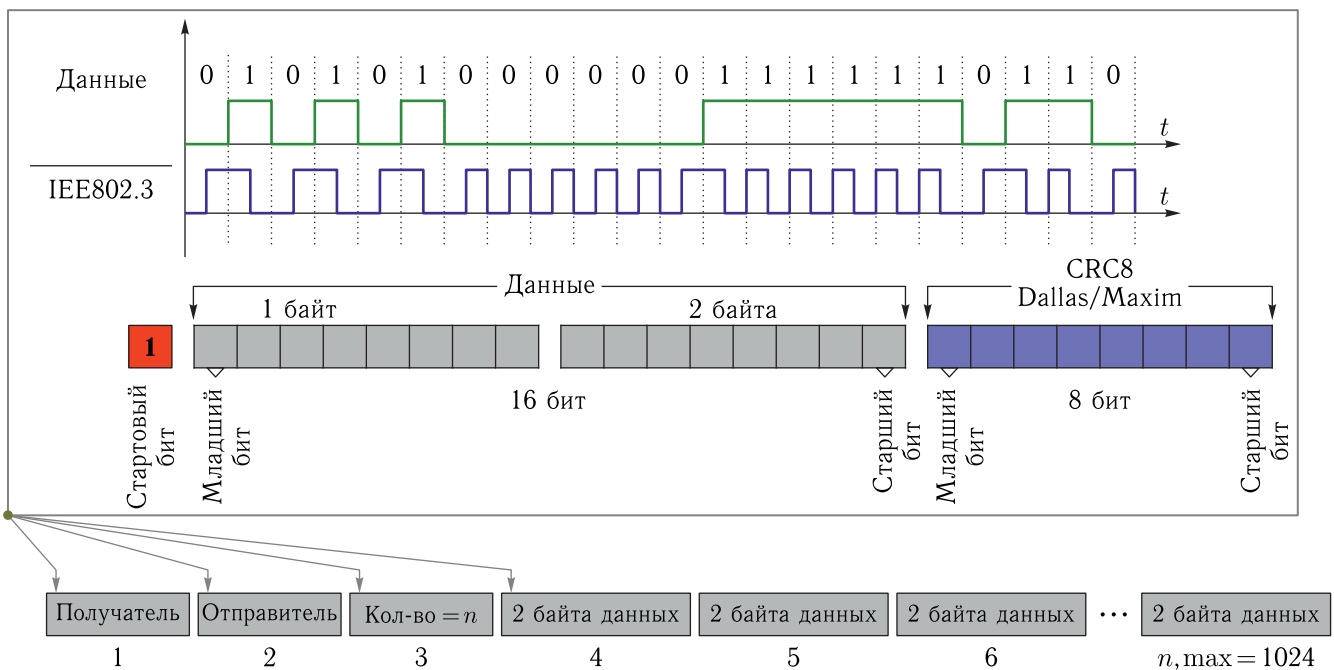 Данные
0 1 0 1 0 1 0 0 0 0 0 0 1 1 1 1 1 1 0 1 1 0
t
IEE802.3
t
Данные
1 байт
2 байта
CRC8
Dallas/Maxim
1
Стартовый
бит
Младший
бит
16 бит
Старший
бит
Младший
бит
8 бит
Старший
бит
Получатель
Отправитель
Кол-во = n
2 байта данных
2 байта данных
2 байта данных
...
2 байта данных
1
2
3
4
5
6
n, max = 1024